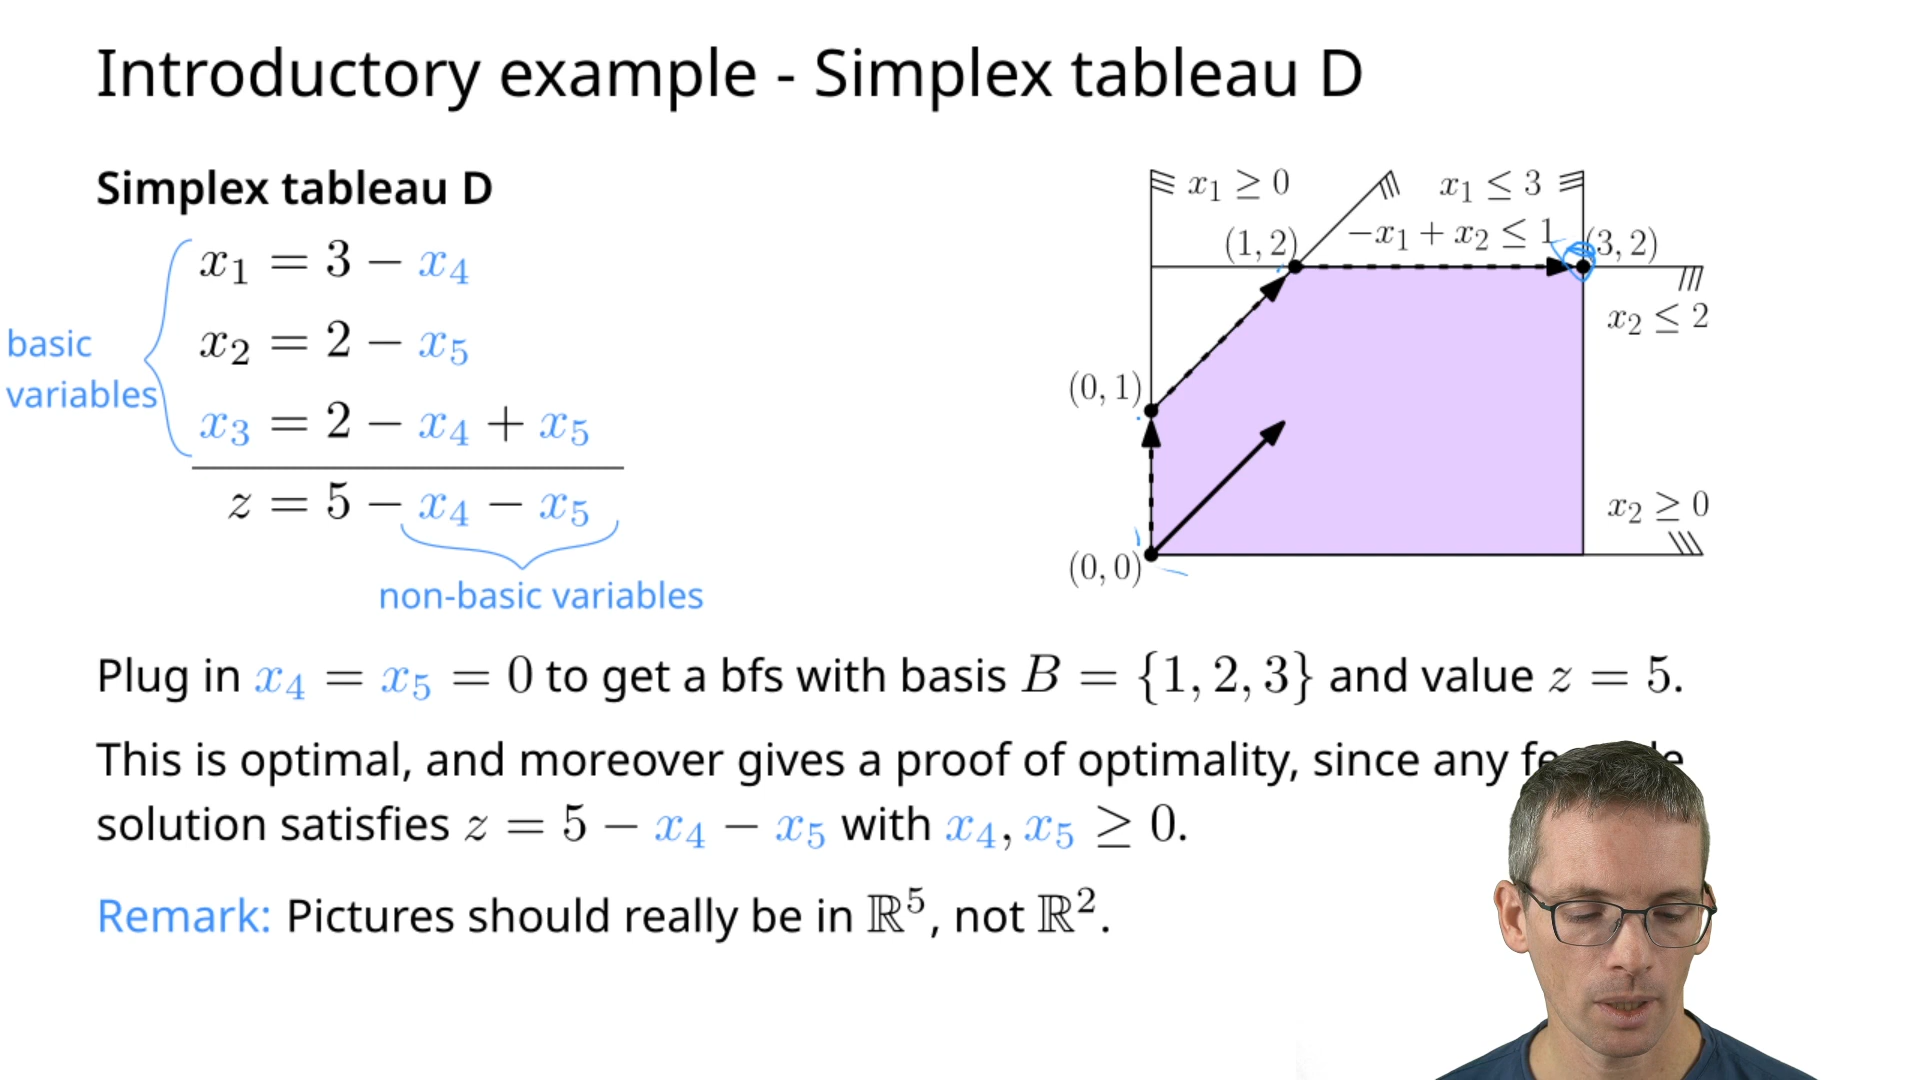 Introductory example - Simplex tableau D
Simplex tableau D
x₁ = 3 − x₄
x₂ = 2 − x₅
x₃ = 2 − x₄ + x₅
z = 5 − x₄ − x₅
basic
variables
non-basic variables
x₁ ≥ 0
x₁ ≤ 3
−x₁ + x₂ ≤ 1
(1, 2)
(3, 2)
x₂ ≤ 2
(0, 1)
x₂ ≥ 0
(0, 0)
Plug in x₄ = x₅ = 0 to get a bfs with basis B = {1, 2, 3} and value z = 5.
This is optimal, and moreover gives a proof of optimality, since any
solution satisfies z = 5 − x₄ − x₅ with x₄, x₅ ≥ 0.
Remark: Pictures should really be in ℝ⁵, not ℝ².